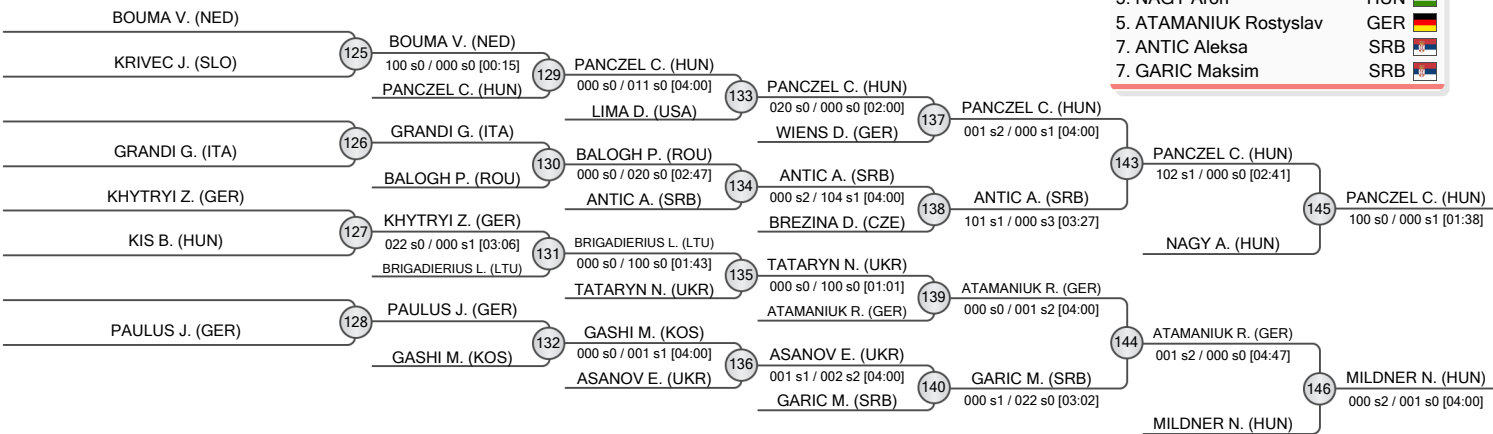 5. NAGY Aron HUN
5. ATAMANIUK Rostyslav GER
7. ANTIC Aleksa SRB
7. GARIC Maksim SRB
BOUMA V. (NED)
KRIVEC J. (SLO)
125
BOUMA V. (NED)
100 s0 / 000 s0 [00:15]
PANCZEL C. (HUN)
129
PANCZEL C. (HUN)
000 s0 / 011 s0 [04:00]
LIMA D. (USA)
133
PANCZEL C. (HUN)
020 s0 / 000 s0 [02:00]
WIENS D. (GER)
137
PANCZEL C. (HUN)
001 s2 / 000 s1 [04:00]
GRANDI G. (ITA)
126
GRANDI G. (ITA)
BALOGH P. (ROU)
130
BALOGH P. (ROU)
000 s0 / 020 s0 [02:47]
ANTIC A. (SRB)
134
ANTIC A. (SRB)
000 s2 / 104 s1 [04:00]
BREZINA D. (CZE)
138
ANTIC A. (SRB)
101 s1 / 000 s3 [03:27]
143
PANCZEL C. (HUN)
102 s1 / 000 s0 [02:41]
NAGY A. (HUN)
145
PANCZEL C. (HUN)
100 s0 / 000 s1 [01:38]
KHYTRYI Z. (GER)
KIS B. (HUN)
127
KHYTRYI Z. (GER)
022 s0 / 000 s1 [03:06]
BRIGADIERIUS L. (LTU)
131
BRIGADIERIUS L. (LTU)
000 s0 / 100 s0 [01:43]
TATARYN N. (UKR)
135
TATARYN N. (UKR)
000 s0 / 100 s0 [01:01]
ATAMANIUK R. (GER)
139
ATAMANIUK R. (GER)
000 s0 / 001 s2 [04:00]
PAULUS J. (GER)
128
PAULUS J. (GER)
GASHI M. (KOS)
132
GASHI M. (KOS)
000 s0 / 001 s1 [04:00]
ASANOV E. (UKR)
136
ASANOV E. (UKR)
001 s1 / 002 s2 [04:00]
GARIC M. (SRB)
140
GARIC M. (SRB)
000 s1 / 022 s0 [03:02]
144
ATAMANIUK R. (GER)
001 s2 / 000 s0 [04:47]
MILDNER N. (HUN)
146
MILDNER N. (HUN)
000 s2 / 001 s0 [04:00]